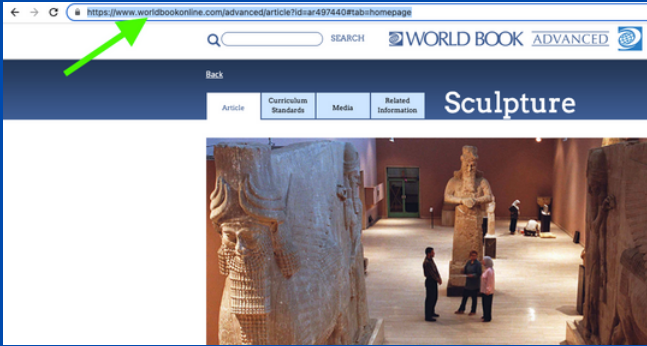 https://www.worldbookonline.com/advanced/article?id=ar497440#tab=homepage
SEARCH
WORLD BOOK ADVANCED
Back
Article
Curriculum
Standards
Media
Related
Information
Sculpture